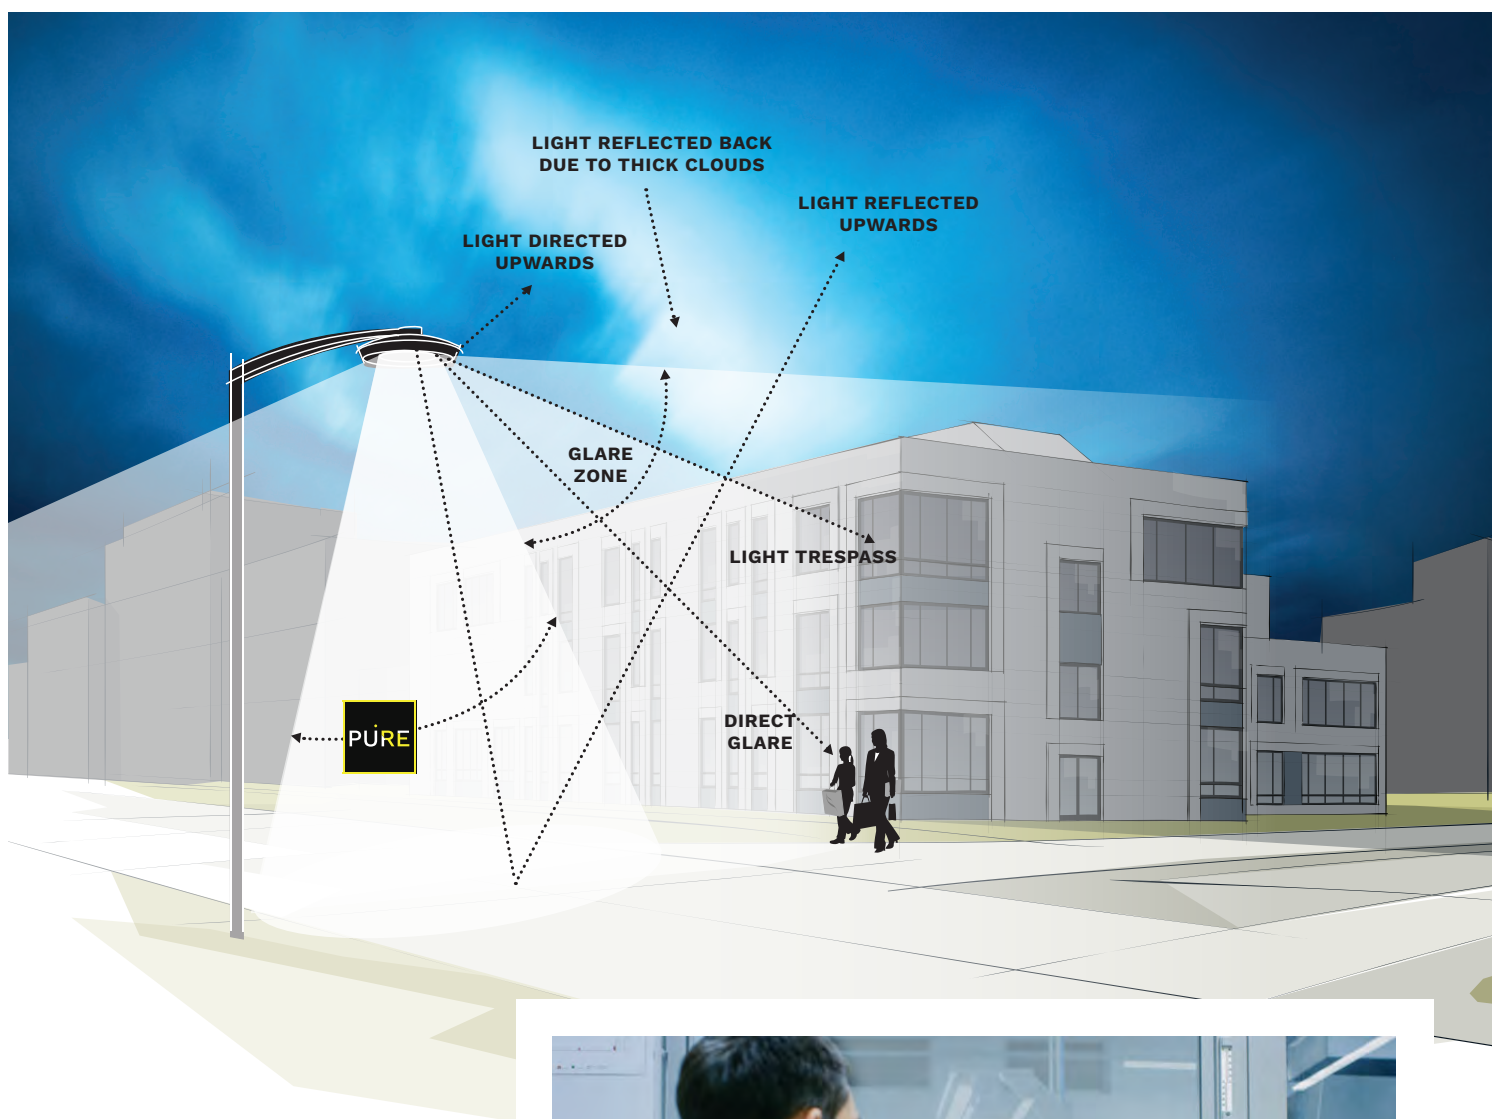 LIGHT REFLECTED BACK
DUE TO THICK CLOUDS
LIGHT REFLECTED
UPWARDS
LIGHT DIRECTED
UPWARDS
GLARE
ZONE
LIGHT TRESPASS
PURE
DIRECT
GLARE